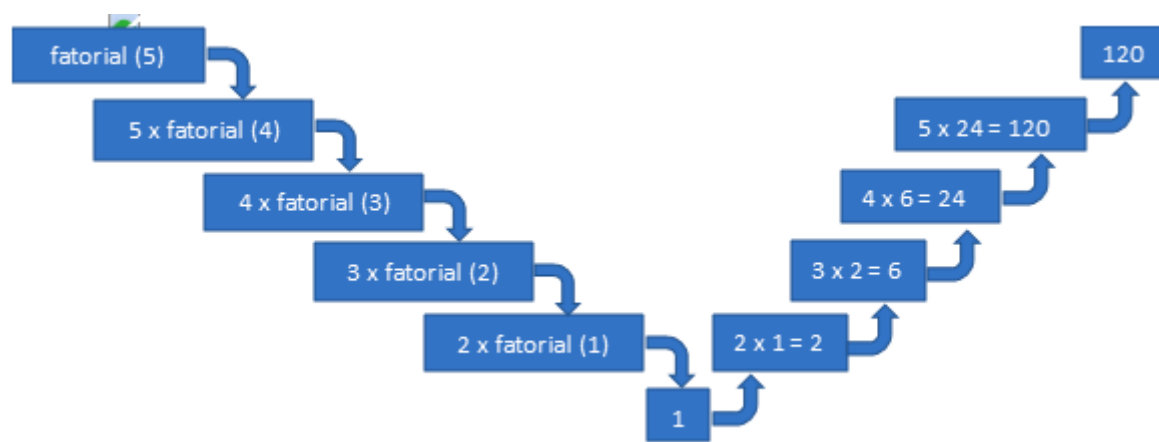 fatorial (5)
5 x fatorial (4)
4 x fatorial (3)
3 x fatorial (2)
2 x fatorial (1)
1
2 x 1 = 2
3 x 2 = 6
4 x 6 = 24
5 x 24 = 120
120